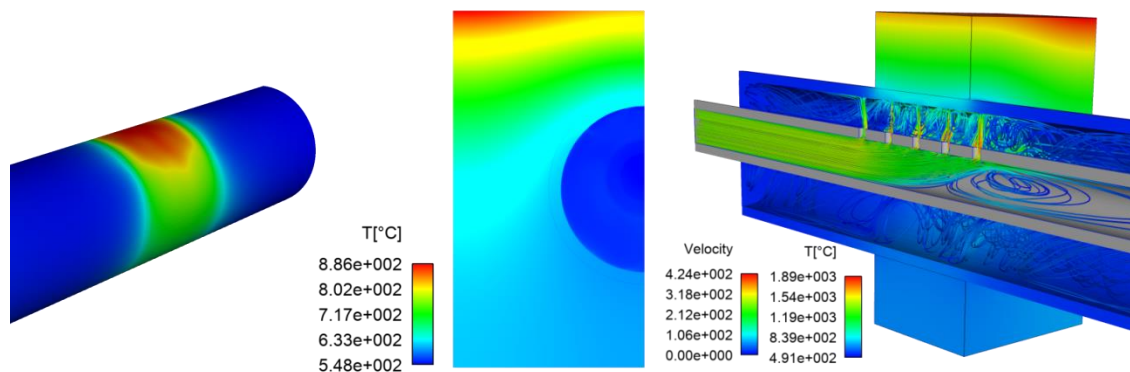 T[°C]
8.86e+002
8.02e+002
7.17e+002
6.33e+002
5.48e+002
Velocity
4.24e+002
3.18e+002
2.12e+002
1.06e+002
0.00e+000
T[°C]
1.89e+003
1.54e+003
1.19e+003
8.39e+002
4.91e+002